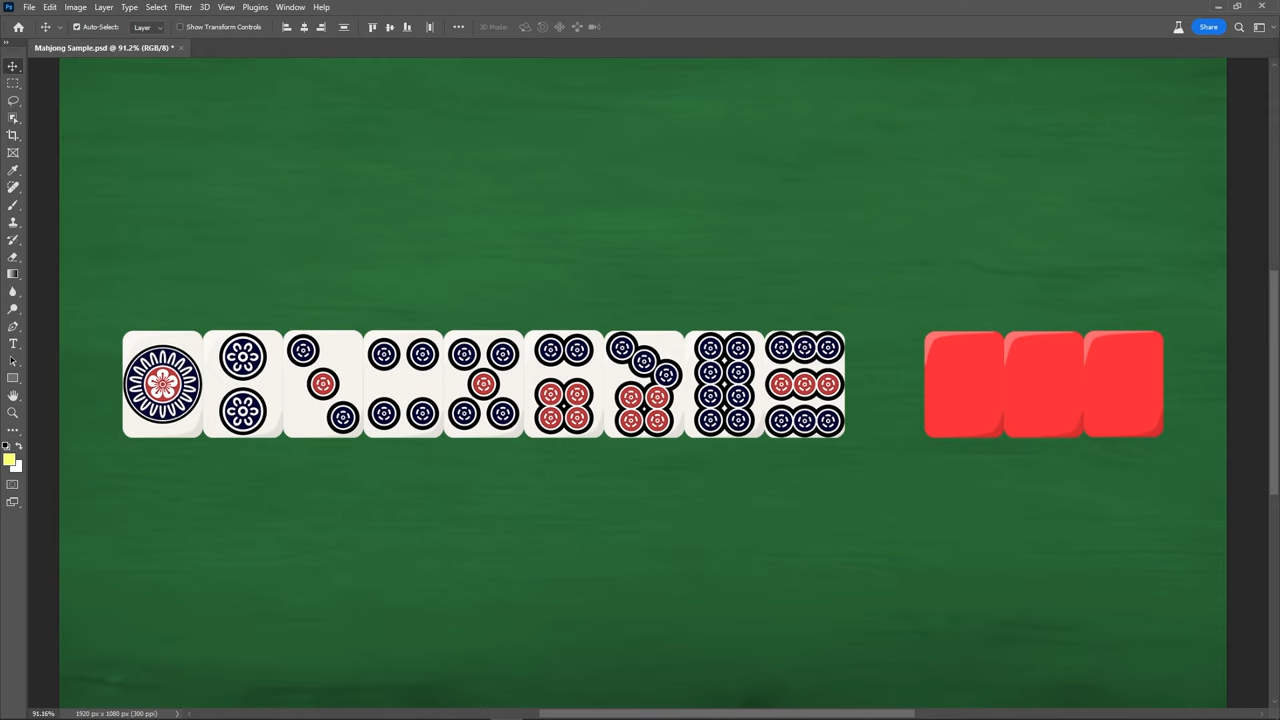 Ps File Edit Image Layer Type Select Filter 3D View Plugins Window Help
Auto-Select: Layer Show Transform Controls 3D Mode: Share
Mahjong Sample.psd @ 91.2% (RGB/8) *
T
91.16% 1920 px x 1080 px (300 ppi)